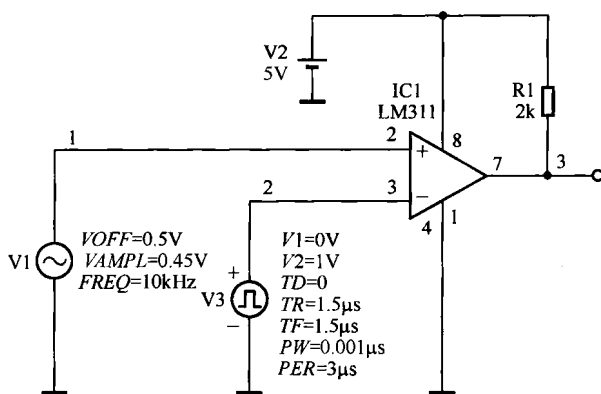 V2
5V
IC1
LM311
R1
2k
1
2
8
+
7
3
2
3
−
4
1
V1
VOFF=0.5V
VAMPL=0.45V
FREQ=10kHz
+
V3
−
V1=0V
V2=1V
TD=0
TR=1.5μs
TF=1.5μs
PW=0.001μs
PER=3μs